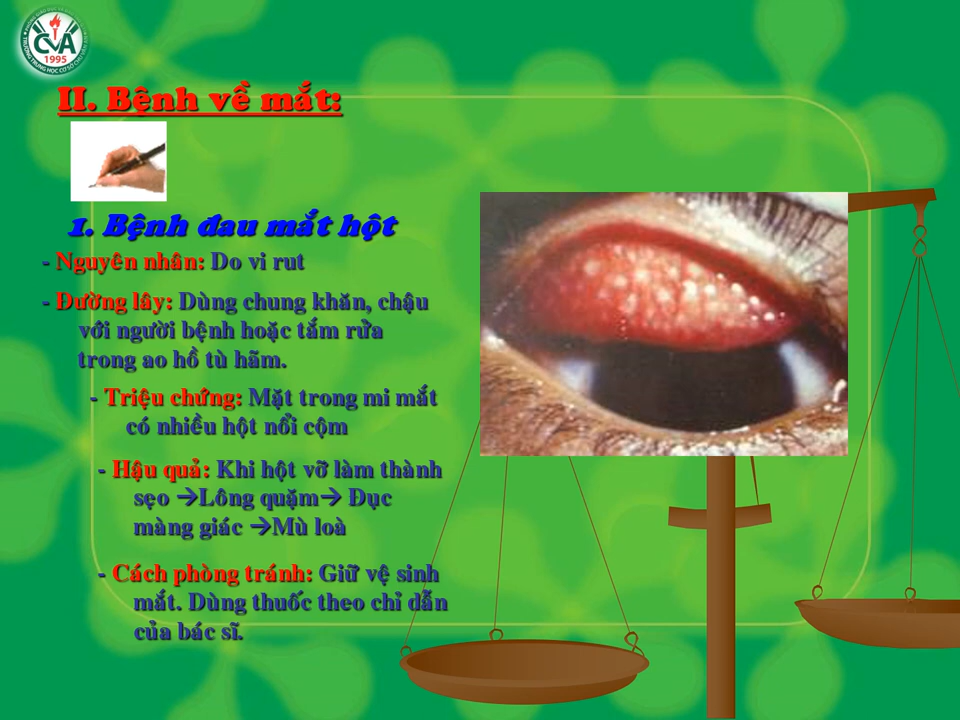 CVA
1995
II. Bệnh về mắt:
1. Bệnh đau mắt hột
- Nguyên nhân: Do vi rut
- Đường lây: Dùng chung khăn, chậu
với người bệnh hoặc tắm rửa
trong ao hồ tù hãm.
- Triệu chứng: Mặt trong mi mắt
có nhiều hột nổi cộm
- Hậu quả: Khi hột vỡ làm thành
sẹo →Lông quặm→ Đục
màng giác →Mù loà
- Cách phòng tránh: Giữ vệ sinh
mắt. Dùng thuốc theo chỉ dẫn
của bác sĩ.